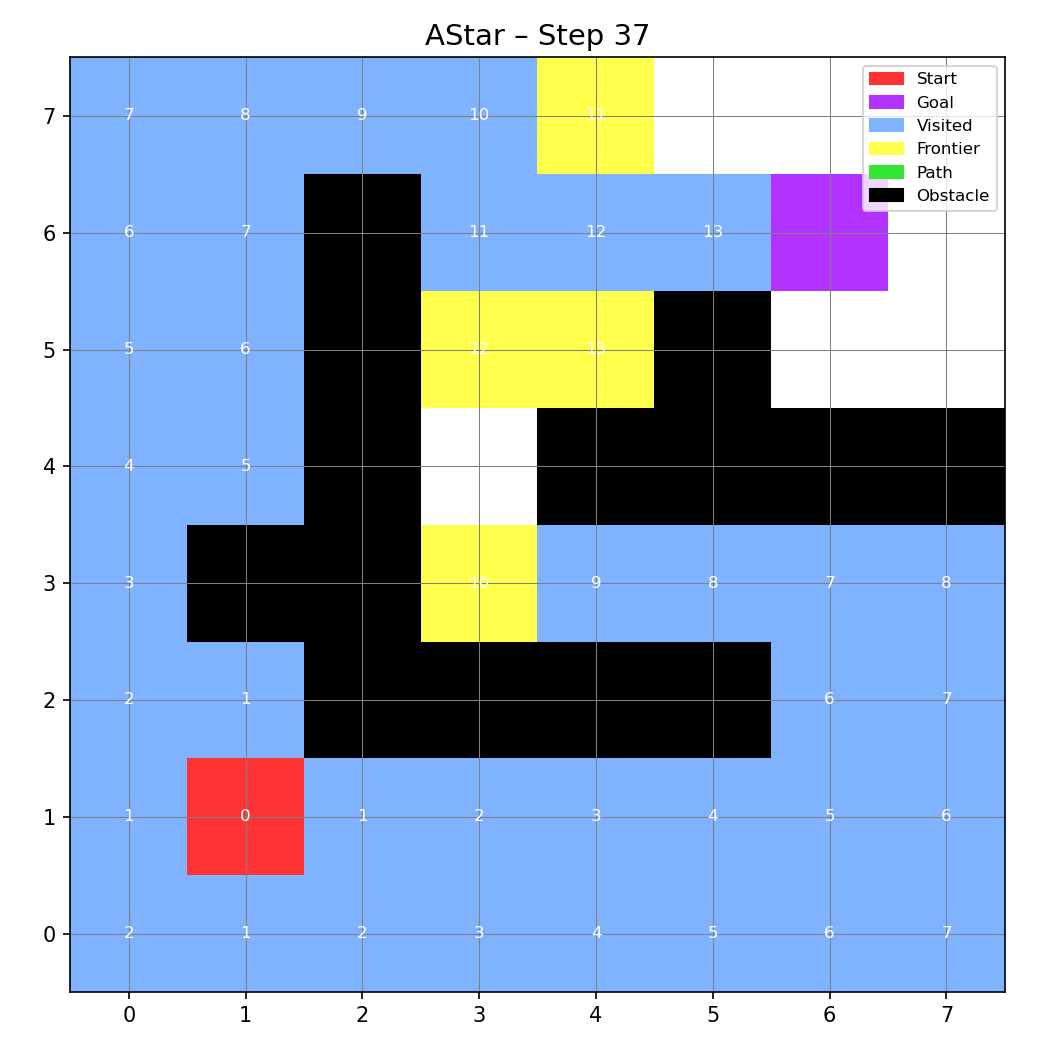 AStar – Step 37
Start
Goal
Visited
Frontier
Path
Obstacle
7 7 8 9 10 11
6 6 7 11 12 13
5 5 6 12 13
4 4 5
3 3 10 9 8 7 8
2 2 1 6 7
1 1 0 1 2 3 4 5 6
0 2 1 2 3 4 5 6 7
0 1 2 3 4 5 6 7